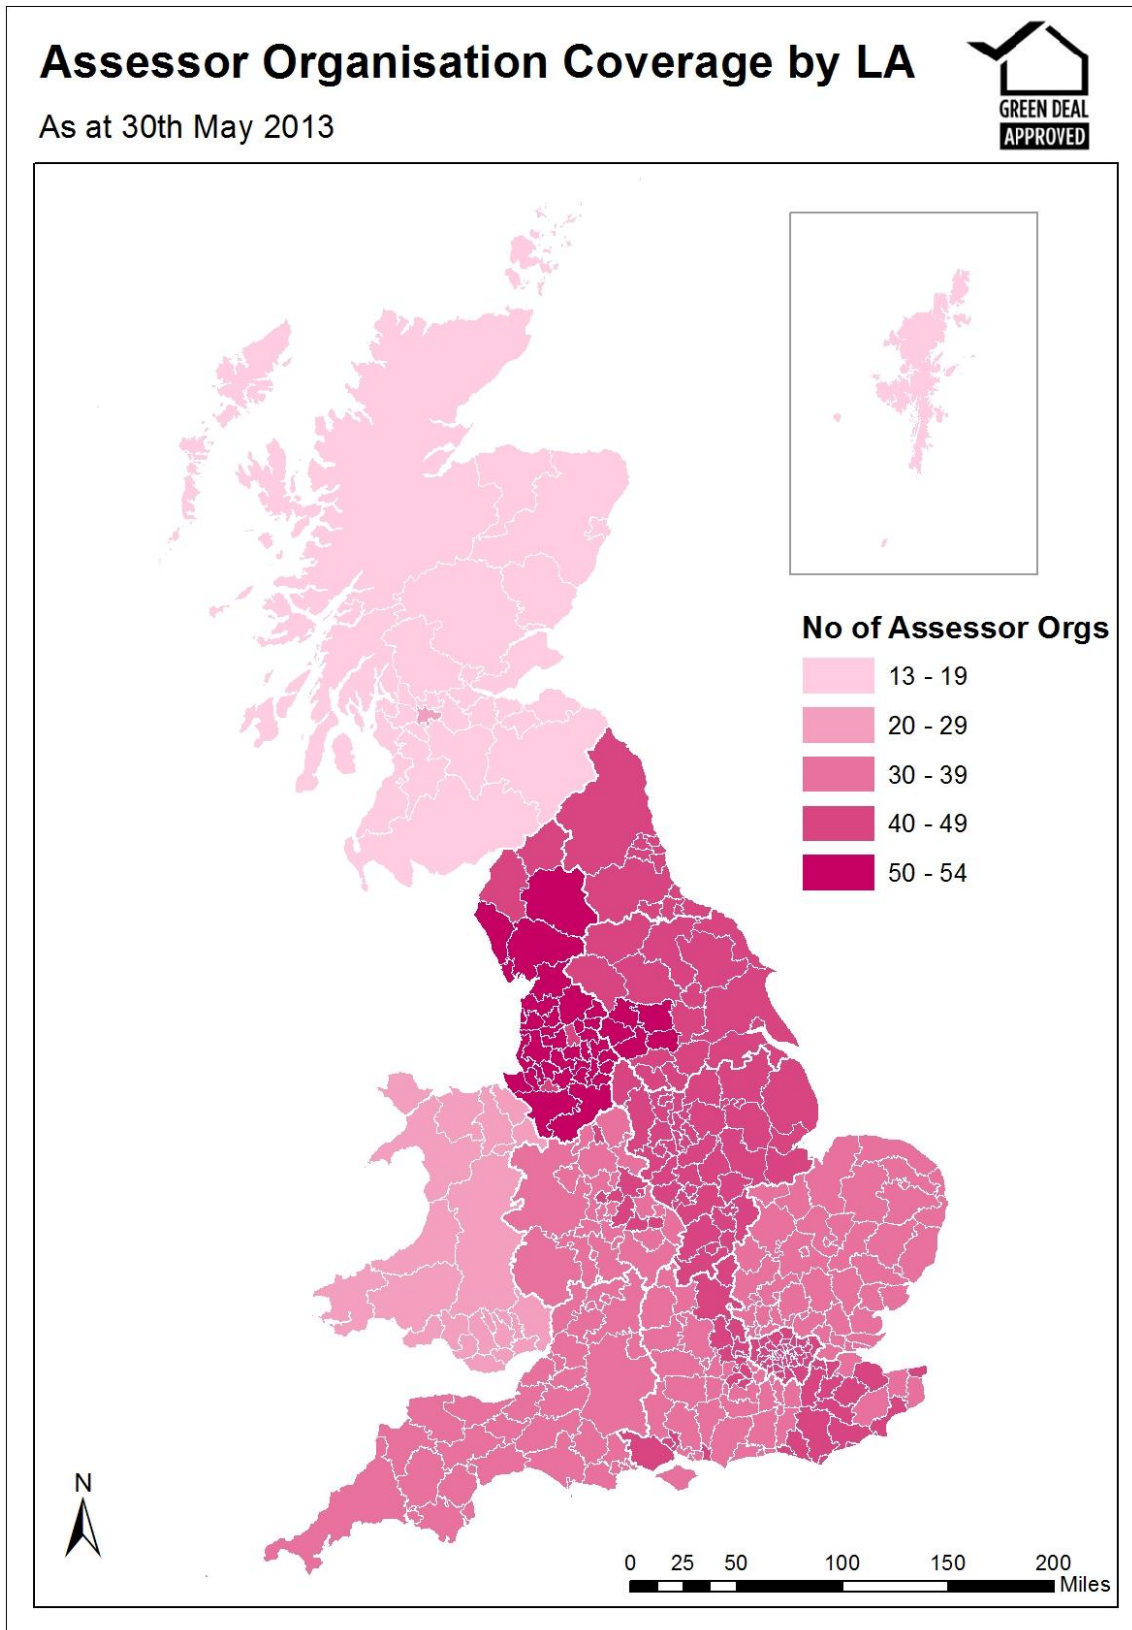 Assessor Organisation Coverage by LA
As at 30th May 2013
GREEN DEAL
APPROVED
No of Assessor Orgs
13 - 19
20 - 29
30 - 39
40 - 49
50 - 54
N
0 25 50 100 150 200
Miles